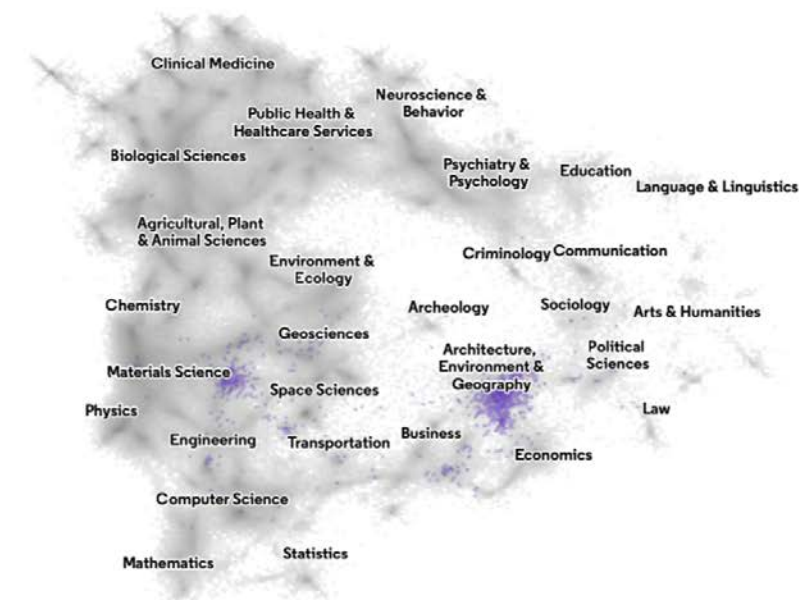 Clinical Medicine
Neuroscience &
Behavior
Public Health &
Healthcare Services
Biological Sciences
Psychiatry &
Psychology
Education
Language & Linguistics
Agricultural, Plant
& Animal Sciences
Criminology
Communication
Environment &
Ecology
Chemistry
Archeology
Sociology
Arts & Humanities
Geosciences
Architecture,
Environment &
Geography
Political
Sciences
Materials Science
Space Sciences
Physics
Law
Engineering
Transportation
Business
Economics
Computer Science
Statistics
Mathematics